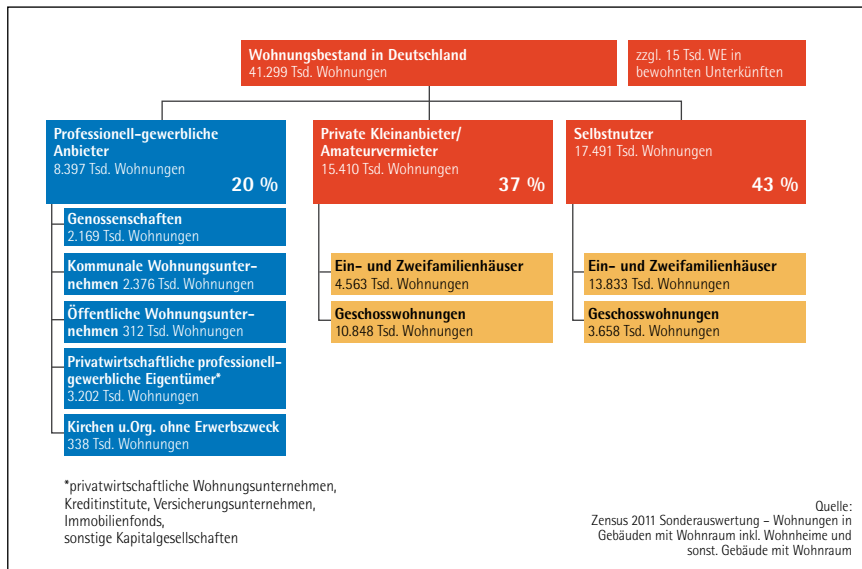 Wohnungsbestand in Deutschland
41.299 Tsd. Wohnungen
zzgl. 15 Tsd. WE in
bewohnten Unterkünften
Professionell-gewerbliche
Anbieter
8.397 Tsd. Wohnungen
20 %
Private Kleinanbieter/
Amateurvermieter
15.410 Tsd. Wohnungen
37 %
Selbstnutzer
17.491 Tsd. Wohnungen
43 %
Genossenschaften
2.169 Tsd. Wohnungen
Kommunale Wohnungsunter-
nehmen 2.376 Tsd. Wohnungen
Öffentliche Wohnungsunter-
nehmen 312 Tsd. Wohnungen
Privatwirtschaftliche professionell-
gewerbliche Eigentümer*
3.202 Tsd. Wohnungen
Kirchen u.Org. ohne Erwerbszweck
338 Tsd. Wohnungen
Ein- und Zweifamilienhäuser
4.563 Tsd. Wohnungen
Geschosswohnungen
10.848 Tsd. Wohnungen
Ein- und Zweifamilienhäuser
13.833 Tsd. Wohnungen
Geschosswohnungen
3.658 Tsd. Wohnungen
*privatwirtschaftliche Wohnungsunternehmen,
Kreditinstitute, Versicherungsunternehmen,
Immobilienfonds,
sonstige Kapitalgesellschaften
Quelle:
Zensus 2011 Sonderauswertung – Wohnungen in
Gebäuden mit Wohnraum inkl. Wohnheime und
sonst. Gebäude mit Wohnraum